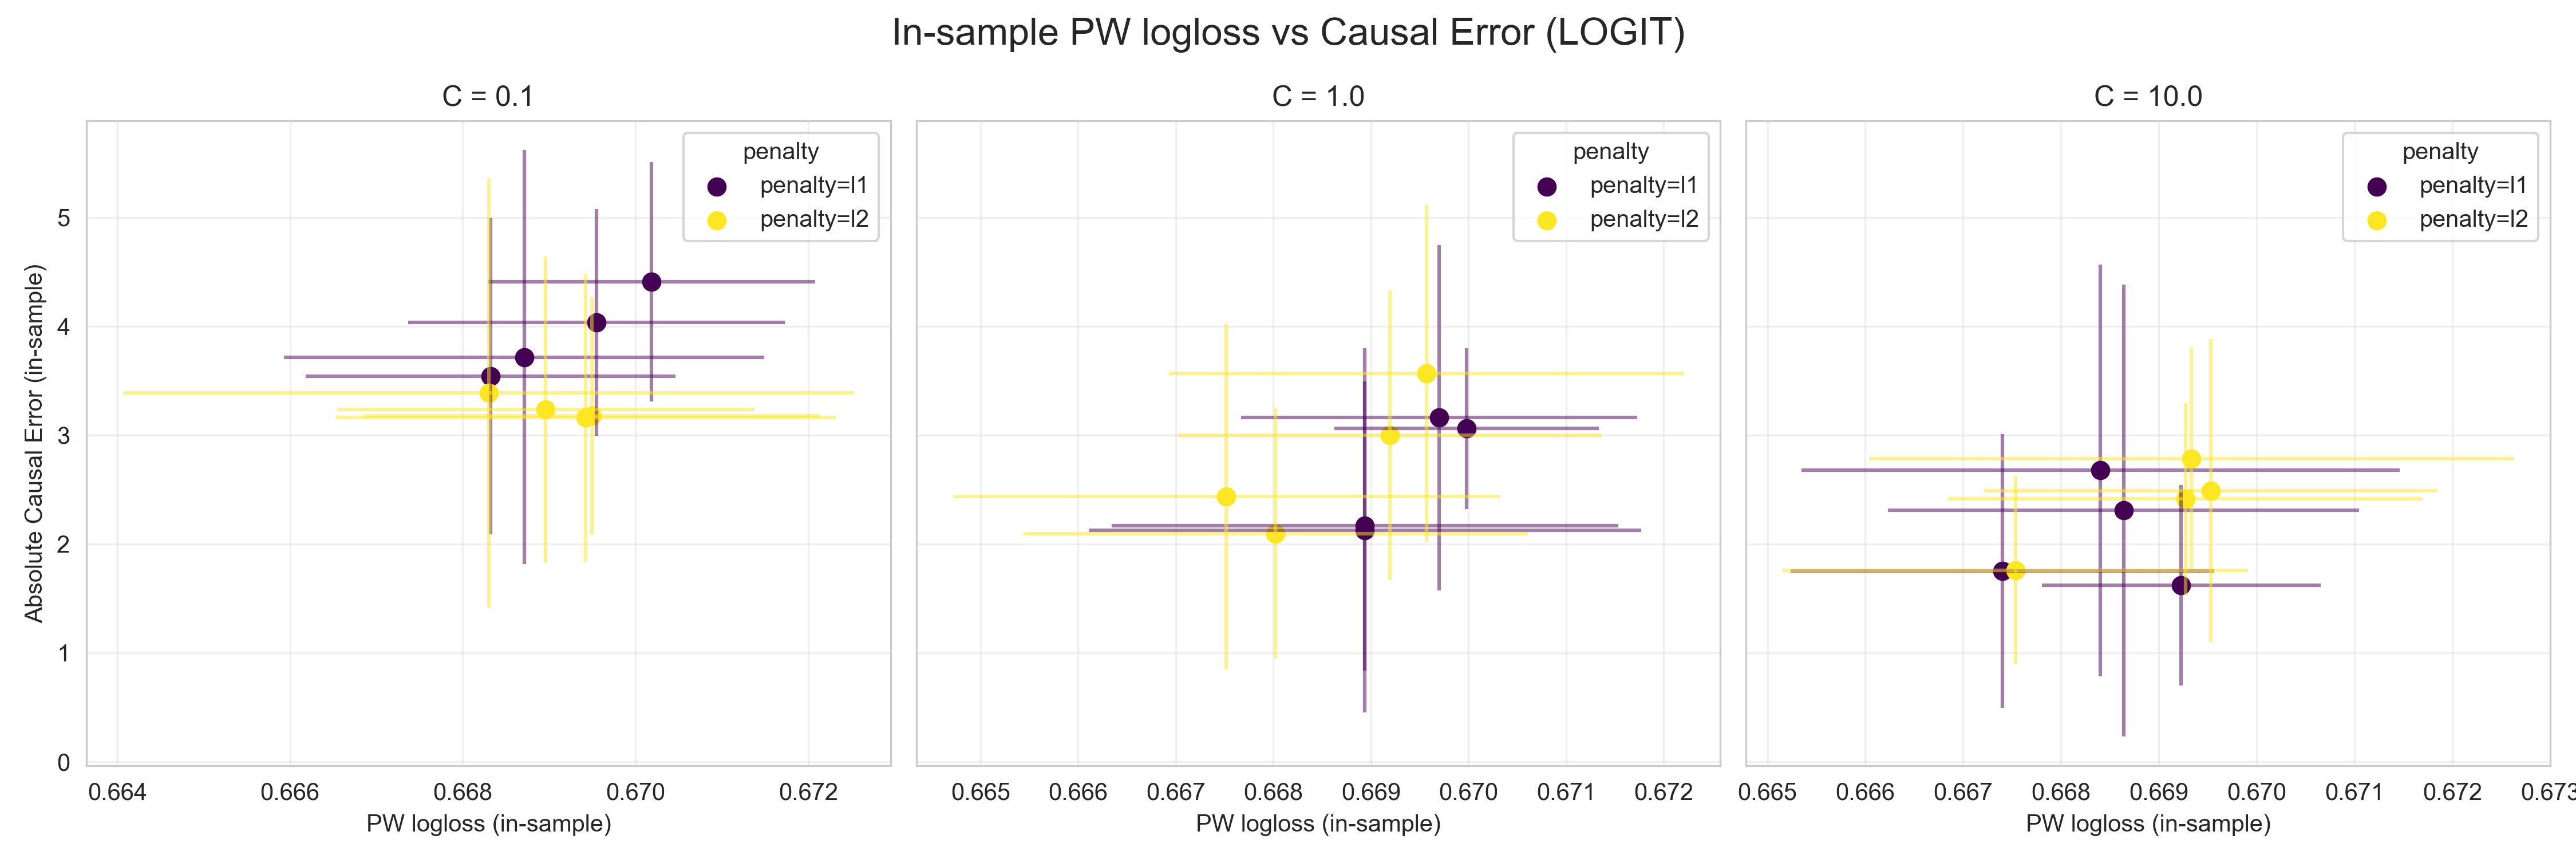 In-sample PW logloss vs Causal Error (LOGIT)
C = 0.1
C = 1.0
C = 10.0
penalty
penalty=l1
penalty=l2
penalty
penalty=l1
penalty=l2
penalty
penalty=l1
penalty=l2
Absolute Causal Error (in-sample)
5
4
3
2
1
0
0.664 0.666 0.668 0.670 0.672
0.665 0.666 0.667 0.668 0.669 0.670 0.671 0.672
0.665 0.666 0.667 0.668 0.669 0.670 0.671 0.672 0.673
PW logloss (in-sample)
PW logloss (in-sample)
PW logloss (in-sample)